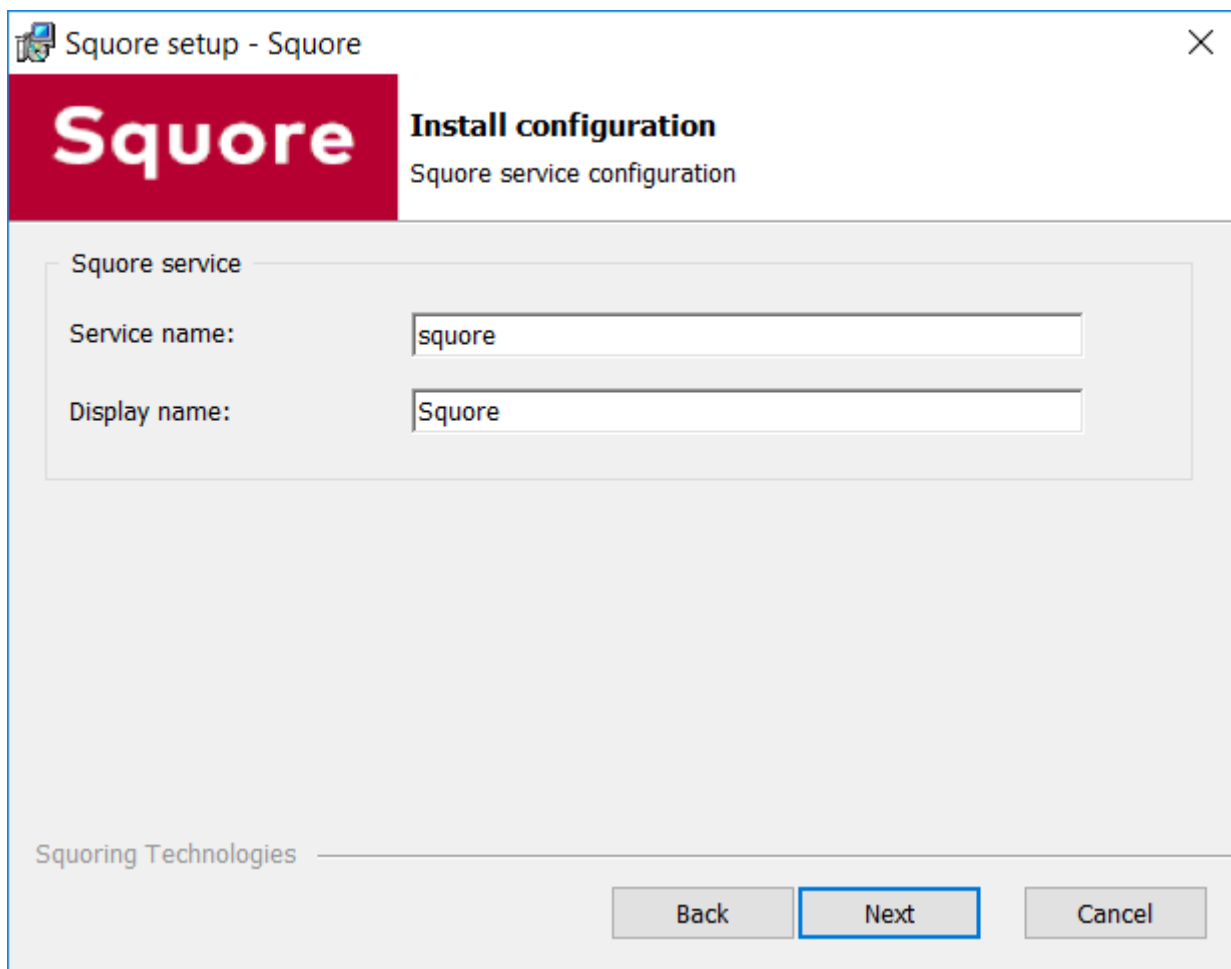 Squore setup - Squore
Squore
Install configuration
Squore service configuration
Squore service
Service name:
squore
Display name:
Squore
Squoring Technologies
Back
Next
Cancel